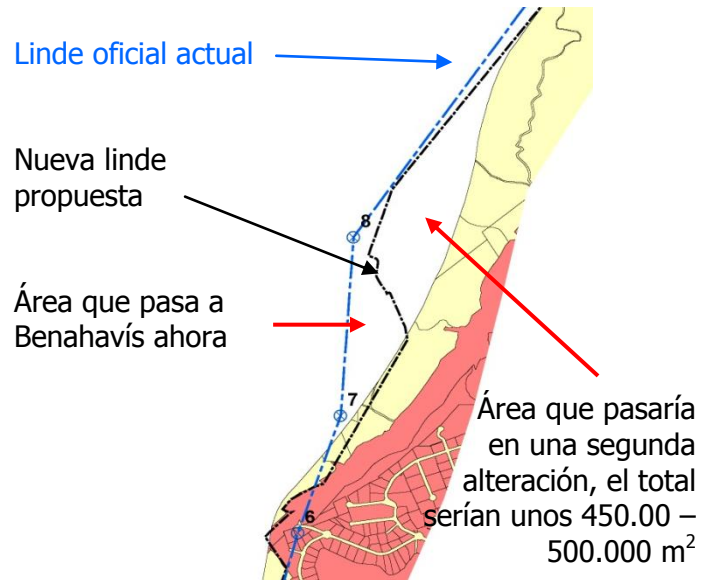 Linde oficial actual
Nueva linde
propuesta
8
Área que pasa a
Benahavís ahora
7
Área que pasaría
en una segunda
alteración, el total
serían unos 450.00 –
500.000 m²
6